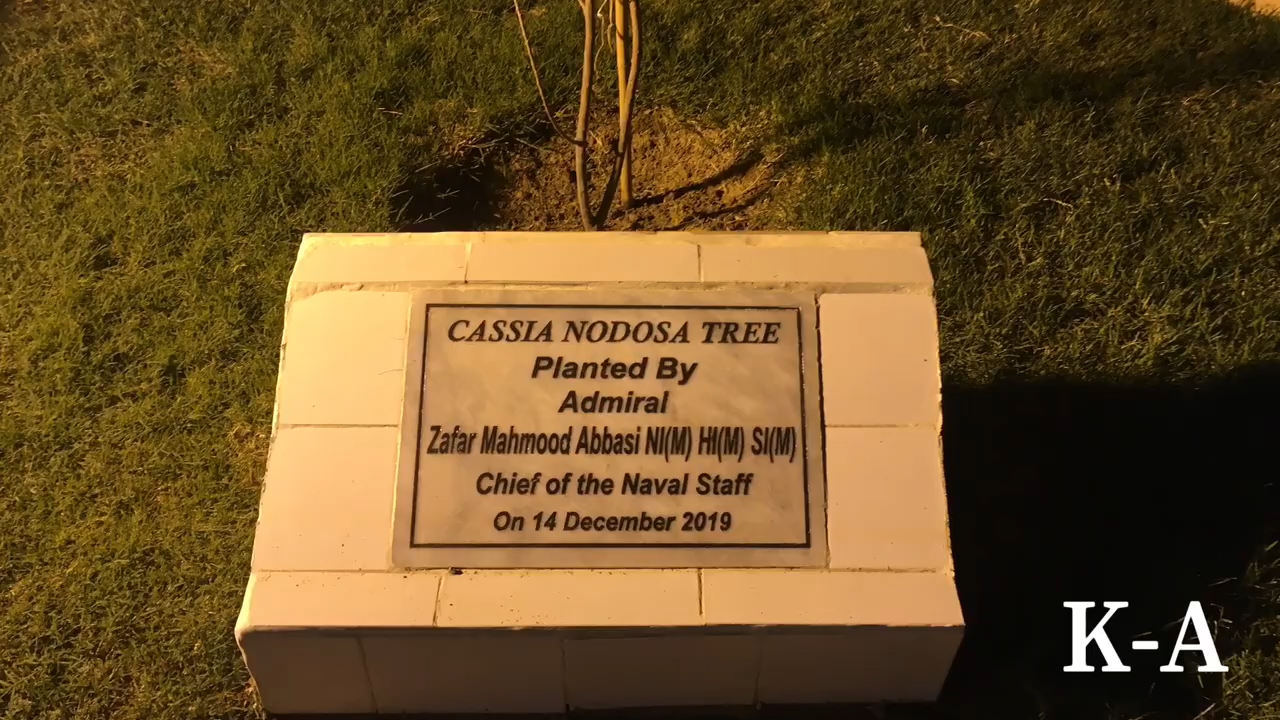 CASSIA NODOSA TREE
Planted By
Admiral
Zafar Mahmood Abbasi NI(M) HI(M) SI(M)
Chief of the Naval Staff
On 14 December 2019
K-A